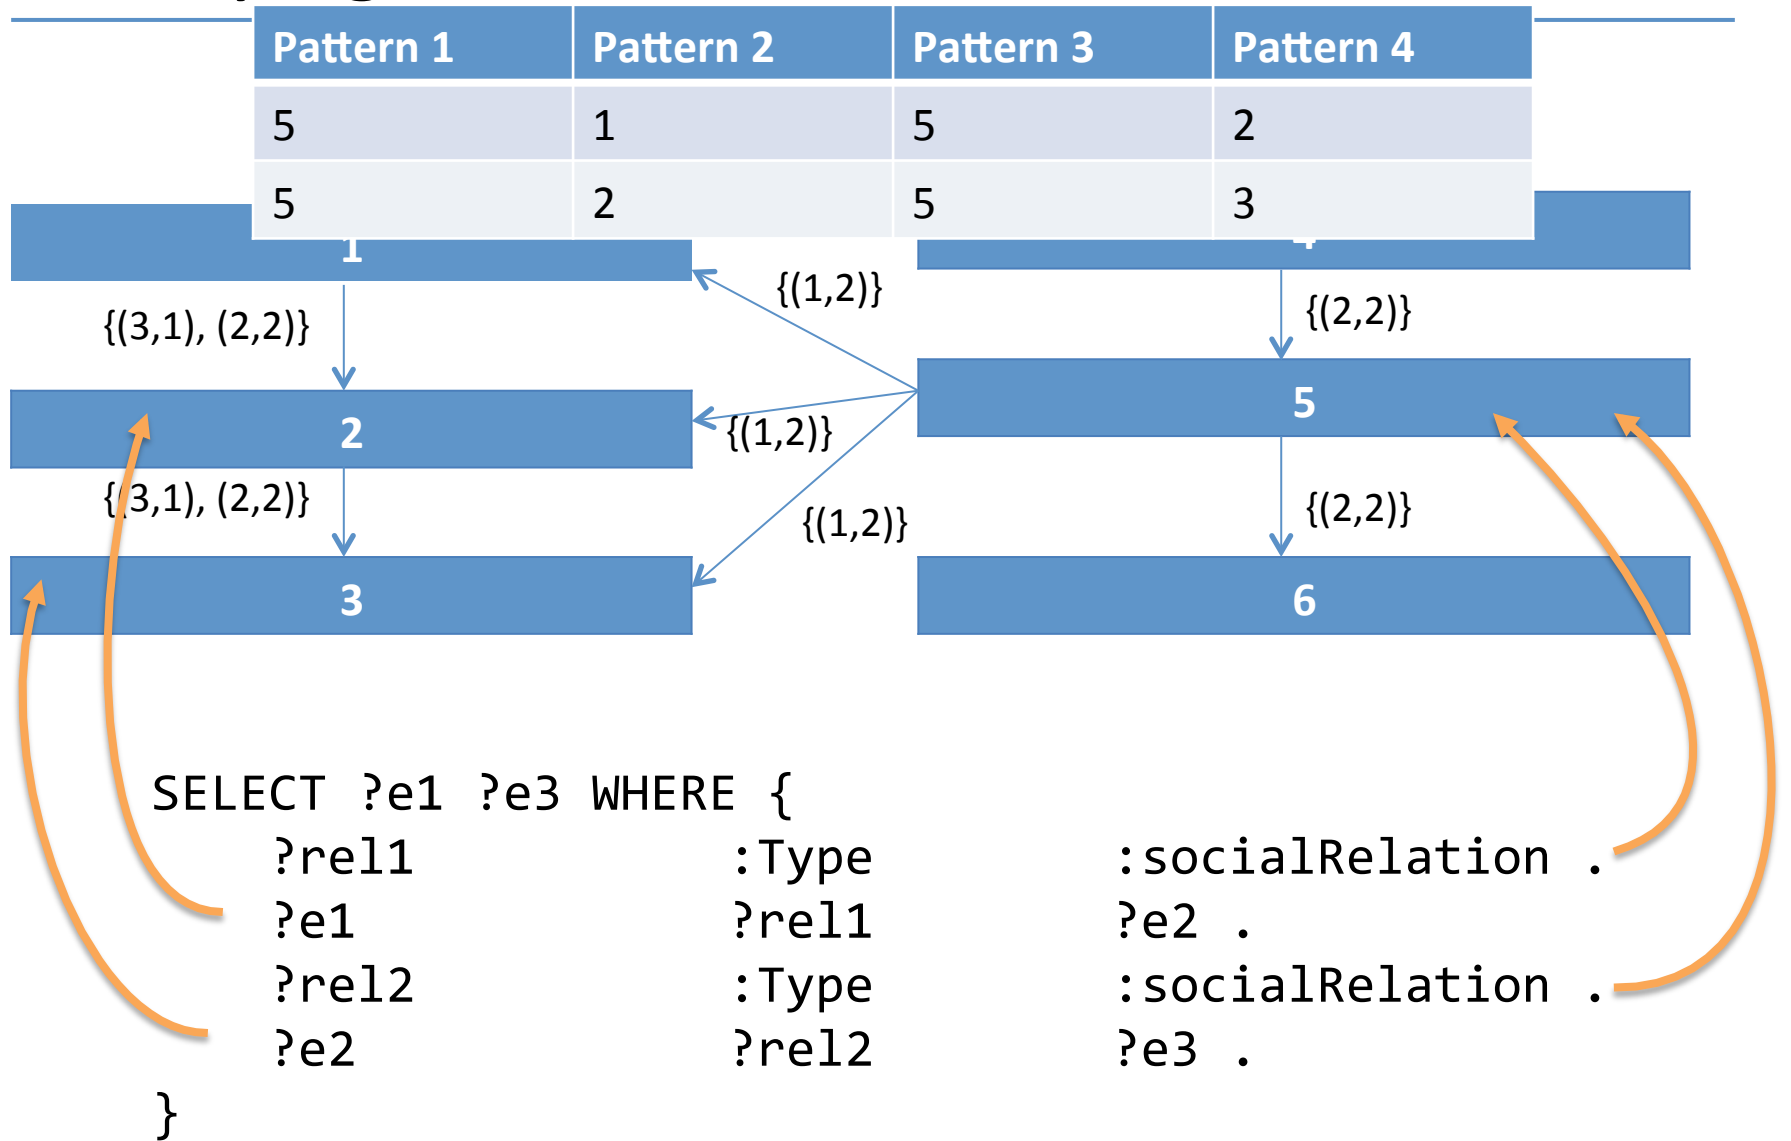 Pattern 1 Pattern 2 Pattern 3 Pattern 4
5 1 5 2
5 2 5 3
1
{(1,2)}
{(3,1), (2,2)} {(2,2)}
5
2 {(1,2)}
{(3,1), (2,2)} {(1,2)} {(2,2)}
3 6
SELECT ?e1 ?e3 WHERE {
?rel1 :Type :socialRelation .
?e1 ?rel1 ?e2 .
?rel2 :Type :socialRelation .
?e2 ?rel2 ?e3 .
}